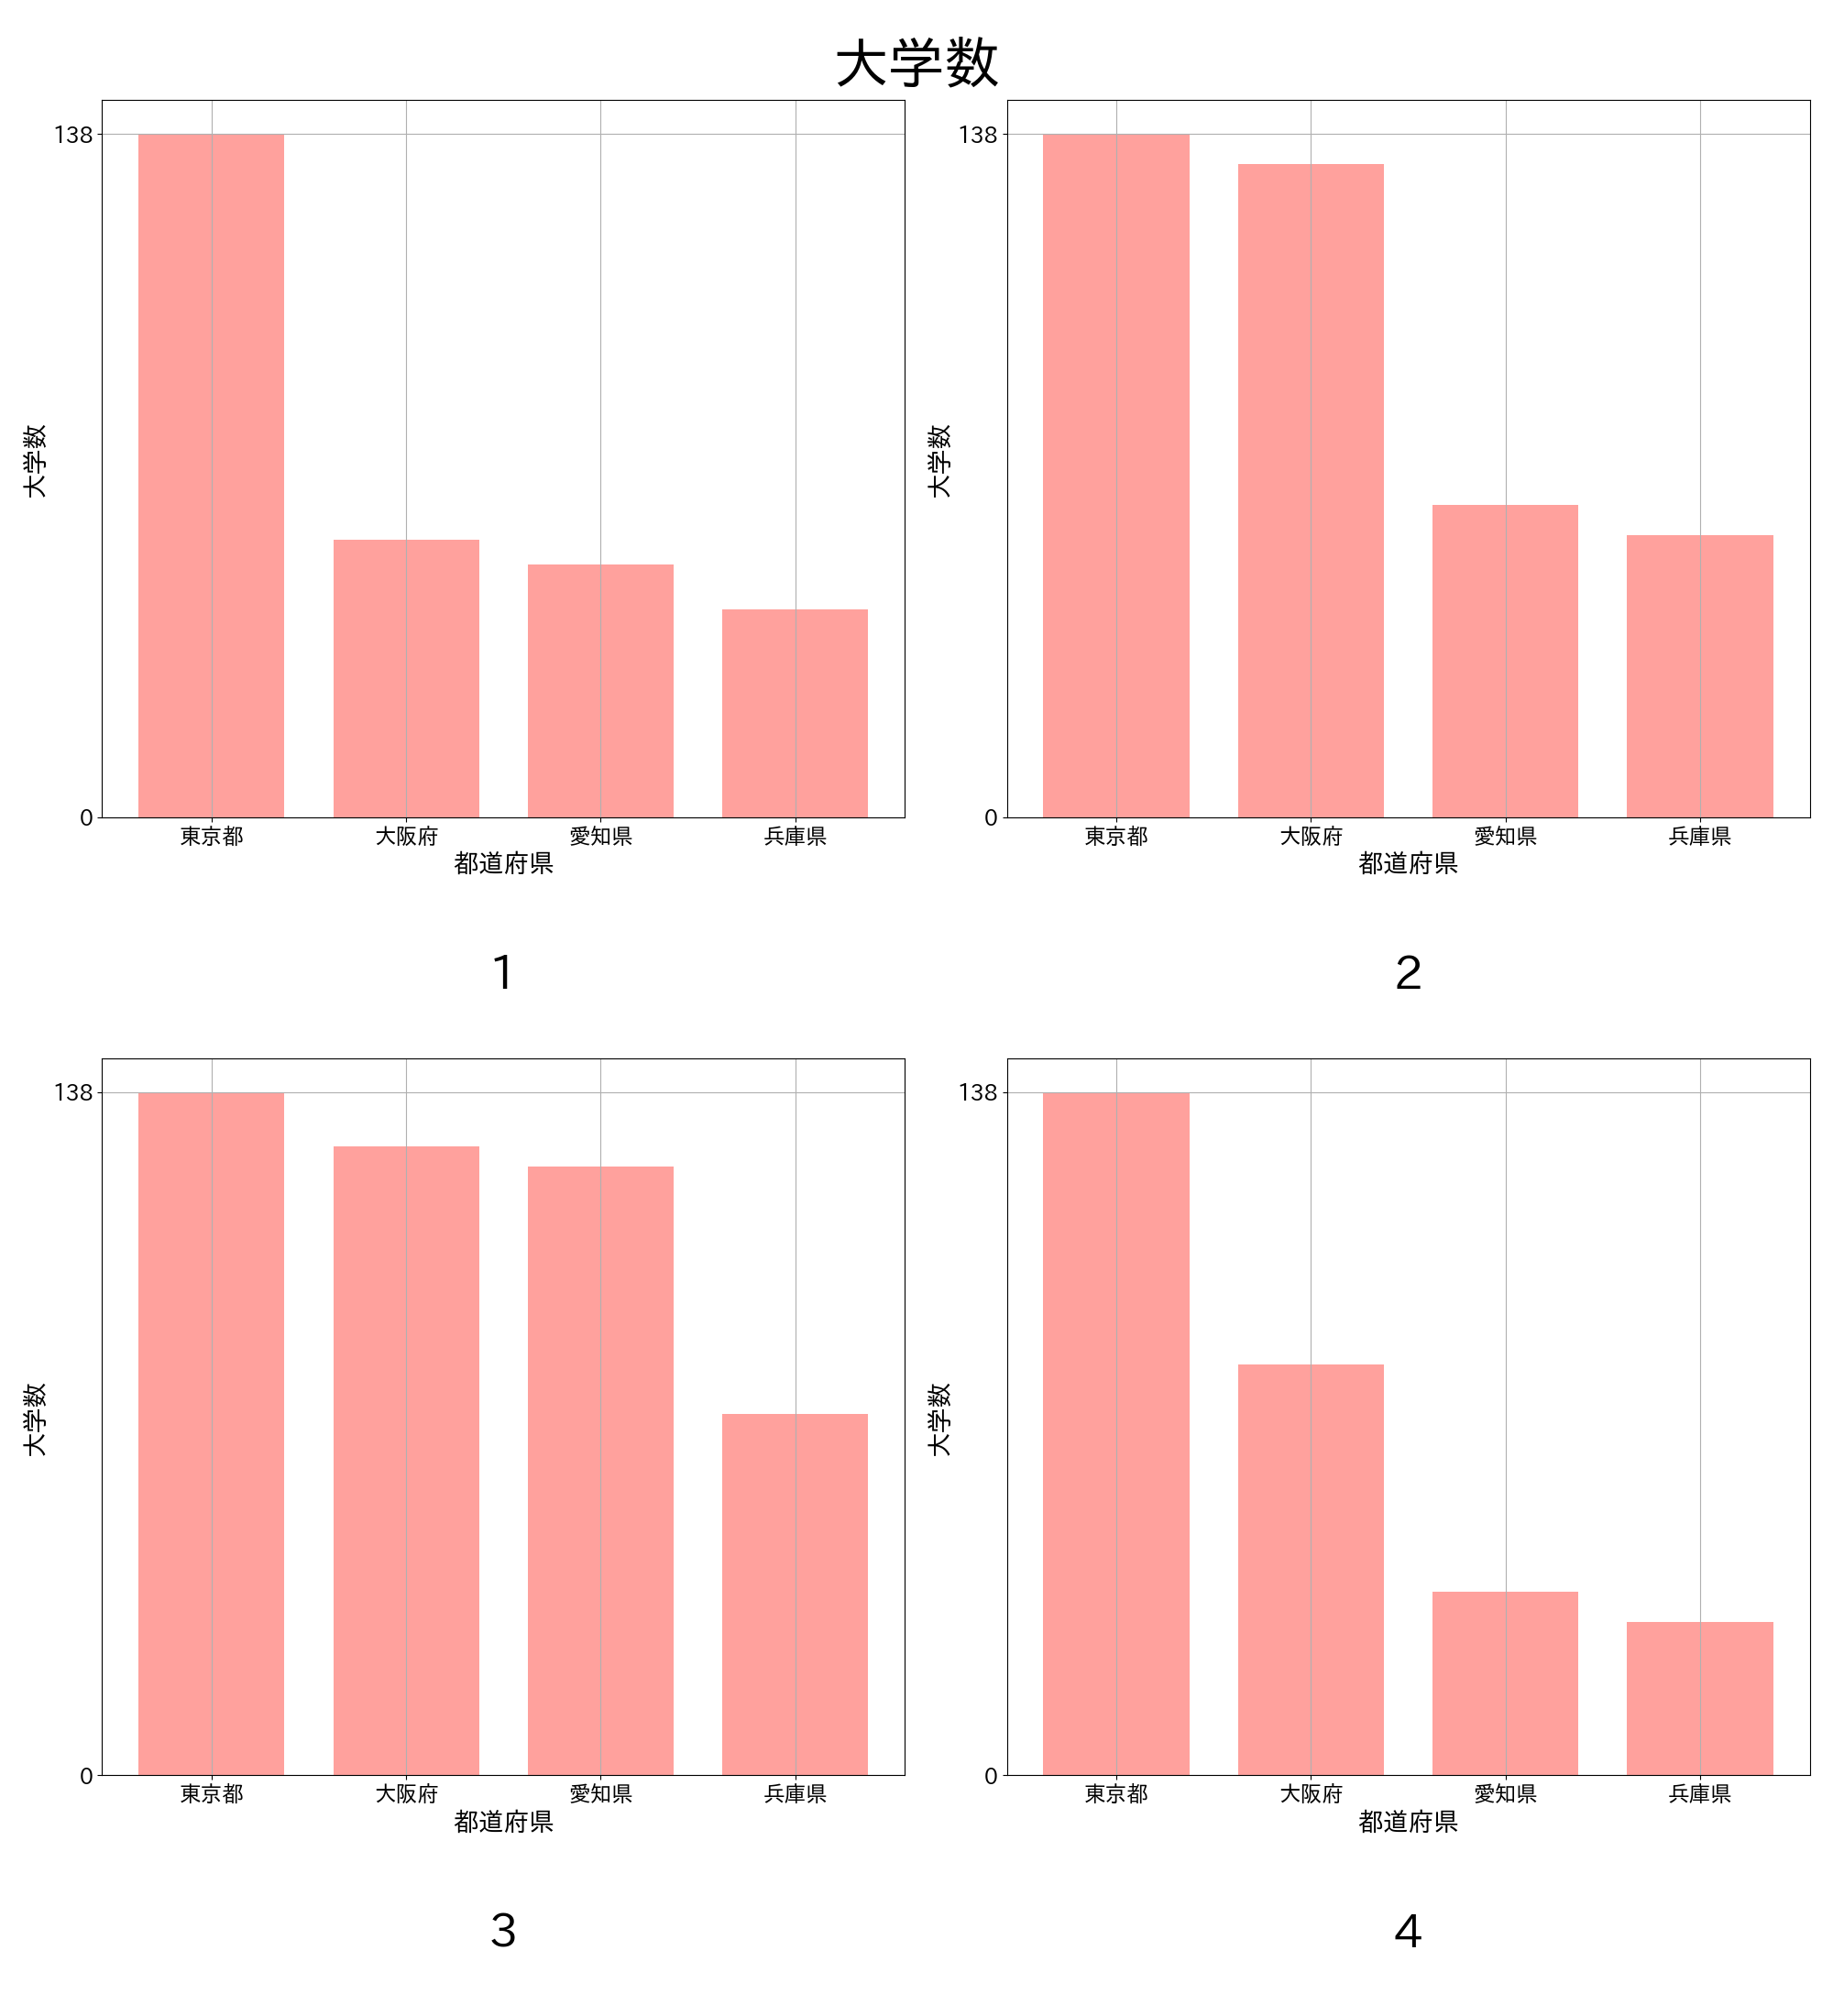 大学数
138
大学数
0
東京都 大阪府 愛知県 兵庫県
都道府県
1
138
大学数
0
東京都 大阪府 愛知県 兵庫県
都道府県
2
138
大学数
0
東京都 大阪府 愛知県 兵庫県
都道府県
3
138
大学数
0
東京都 大阪府 愛知県 兵庫県
都道府県
4